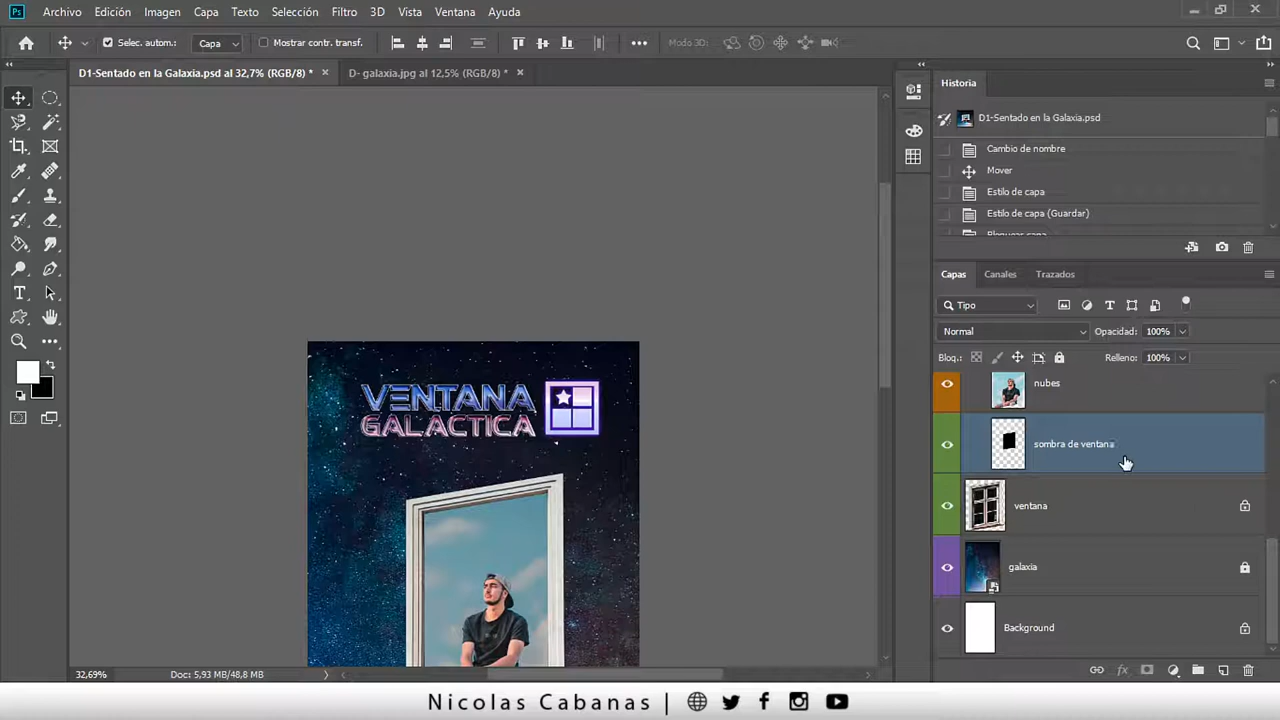 Ps Archivo Edición Imagen Capa Texto Selección Filtro 3D Vista Ventana Ayuda
Selec. autom.: Capa Mostrar contr. transf. Modo 3D:
D1-Sentado en la Galaxia.psd al 32,7% (RGB/8) * D- galaxia.jpg al 12,5% (RGB/8) *
Historia
D1-Sentado en la Galaxia.psd
Cambio de nombre
Mover
Estilo de capa
Estilo de capa (Guardar)
Bloquear capa
Capas Canales Trazados
Tipo
Normal Opacidad: 100%
Bloq.: Relleno: 100%
nubes
sombra de ventana
ventana
galaxia
Background
VENTANA
GALACTICA
32,69% Doc: 5,93 MB/48,8 MB
Nicolas Cabanas |